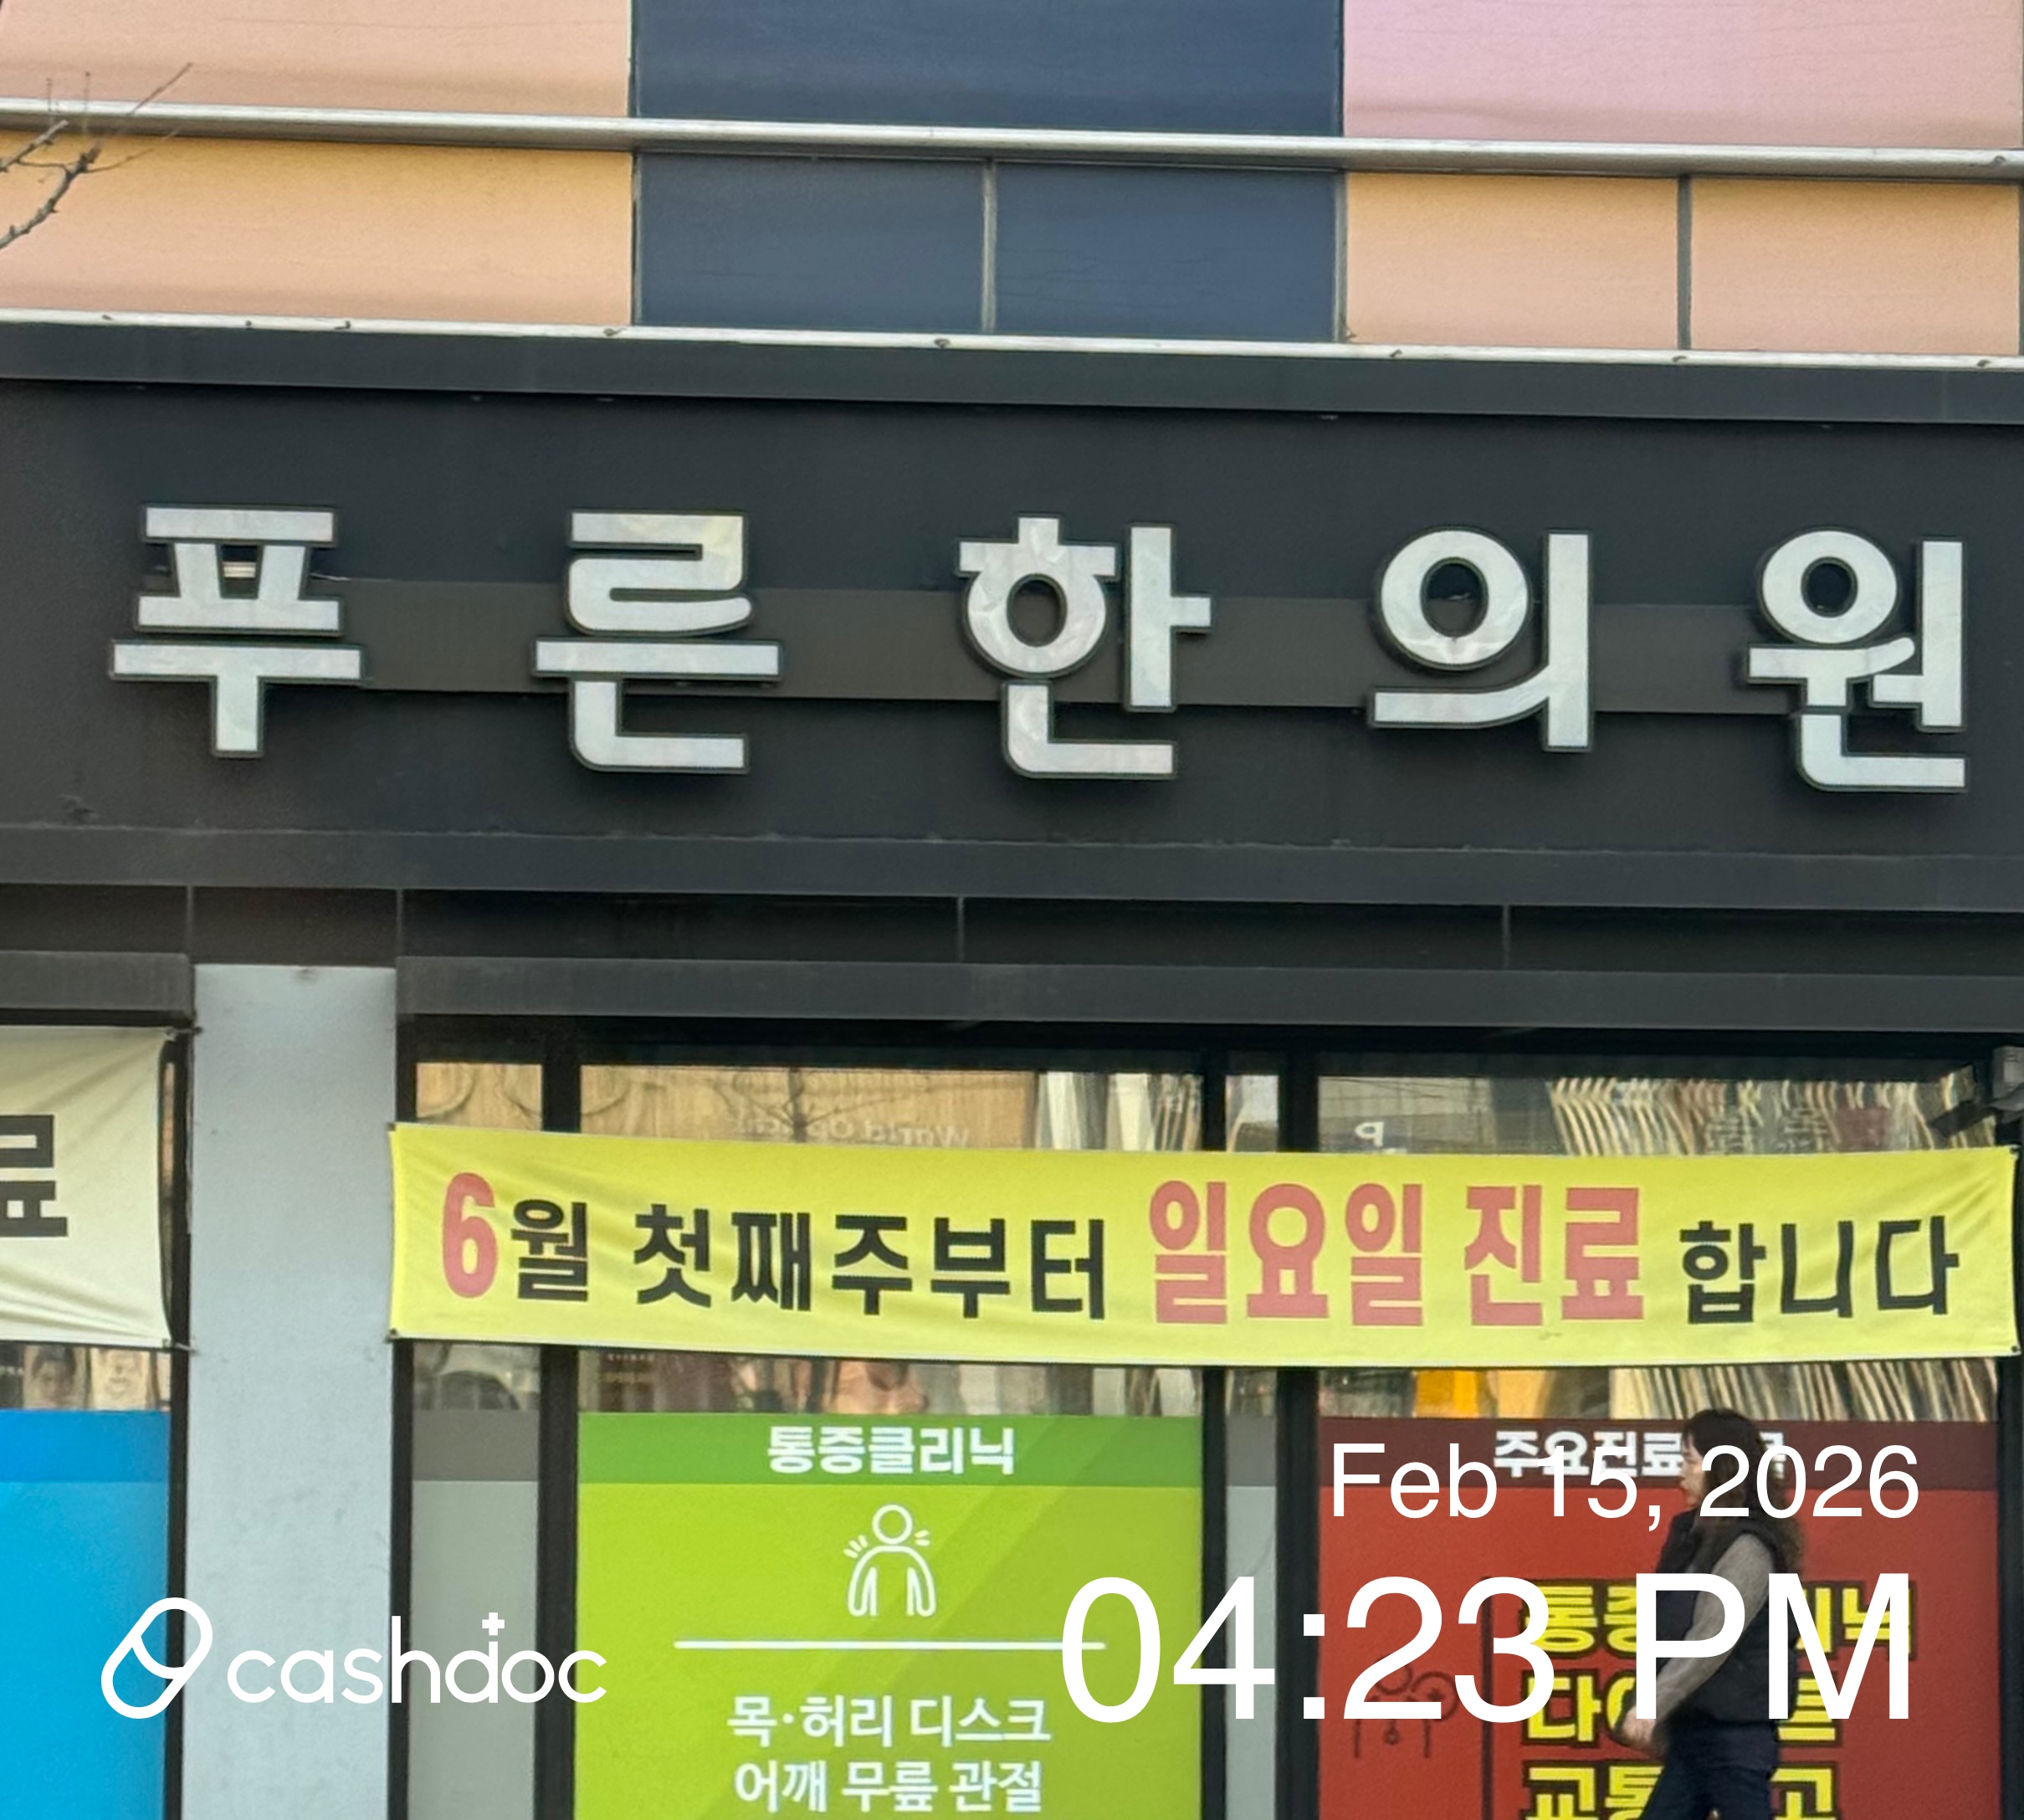 푸른한의원
료
6월 첫째주부터 일요일 진료 합니다
통증클리닉
목·허리 디스크
어깨 무릎 관절
주요진료
Feb 15, 2026
04:23 PM
cashdoc